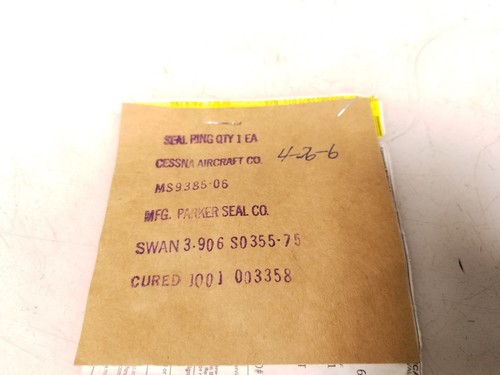 SEAL RING QTY 1 EA
CESSNA AIRCRAFT CO. 4-26-6
MS9385-06
MFG. PARKER SEAL CO.
SWAN 3-906 S0355-75
CURED 1001 003358